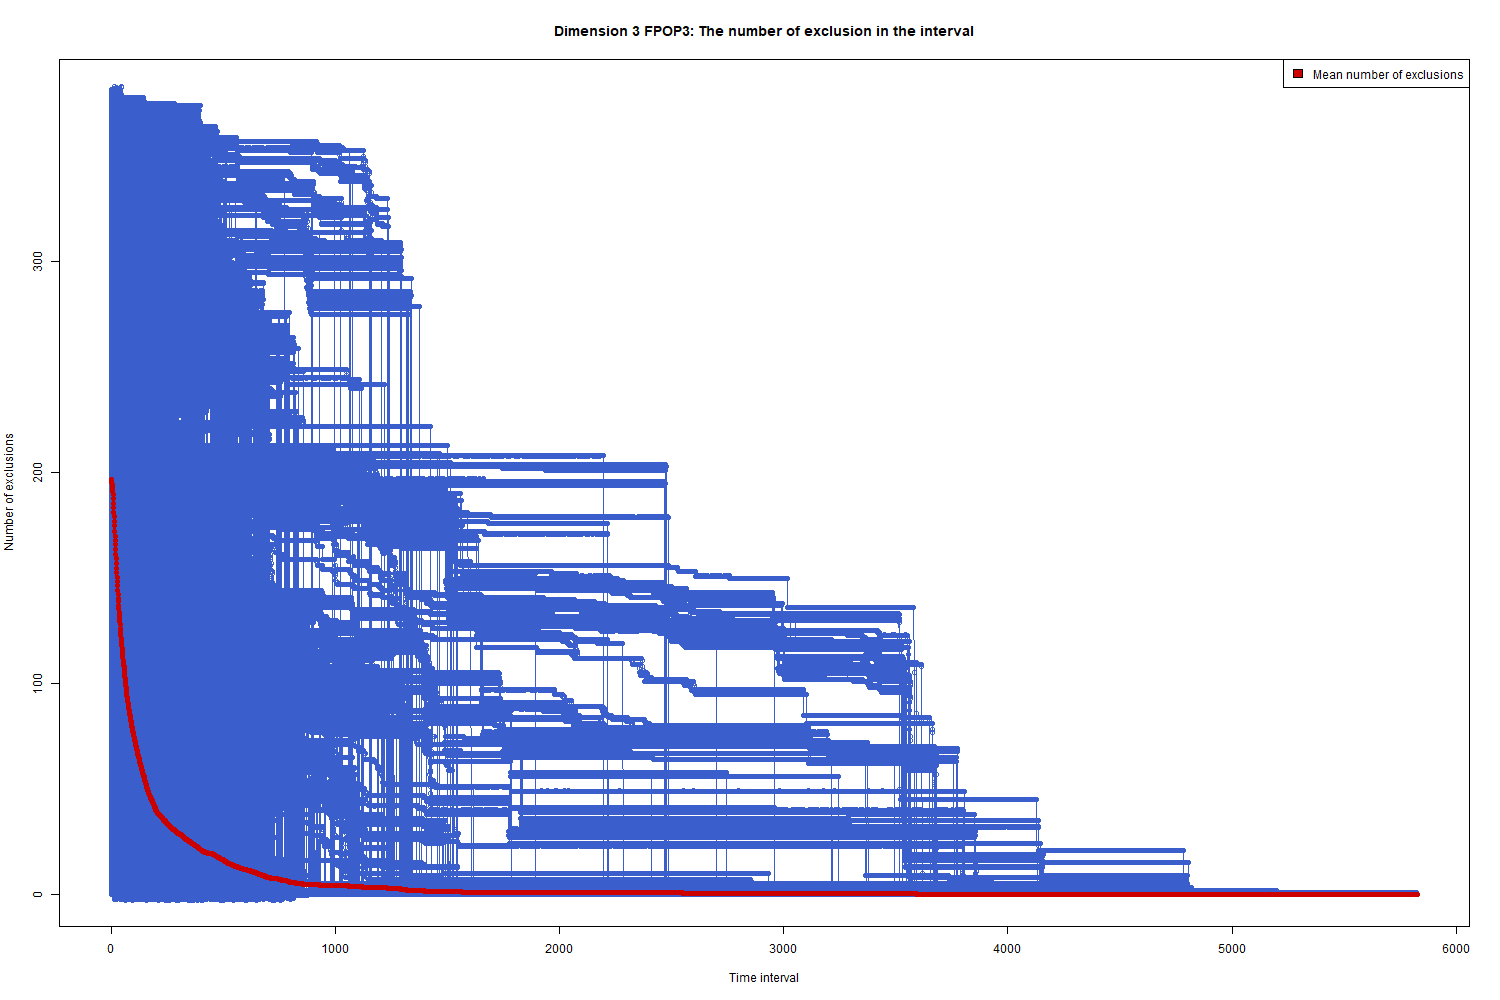 Dimension 3 FPOP3: The number of exclusion in the interval
Mean number of exclusions
Number of exclusions
300
200
100
0
0 1000 2000 3000 4000 5000 6000
Time interval